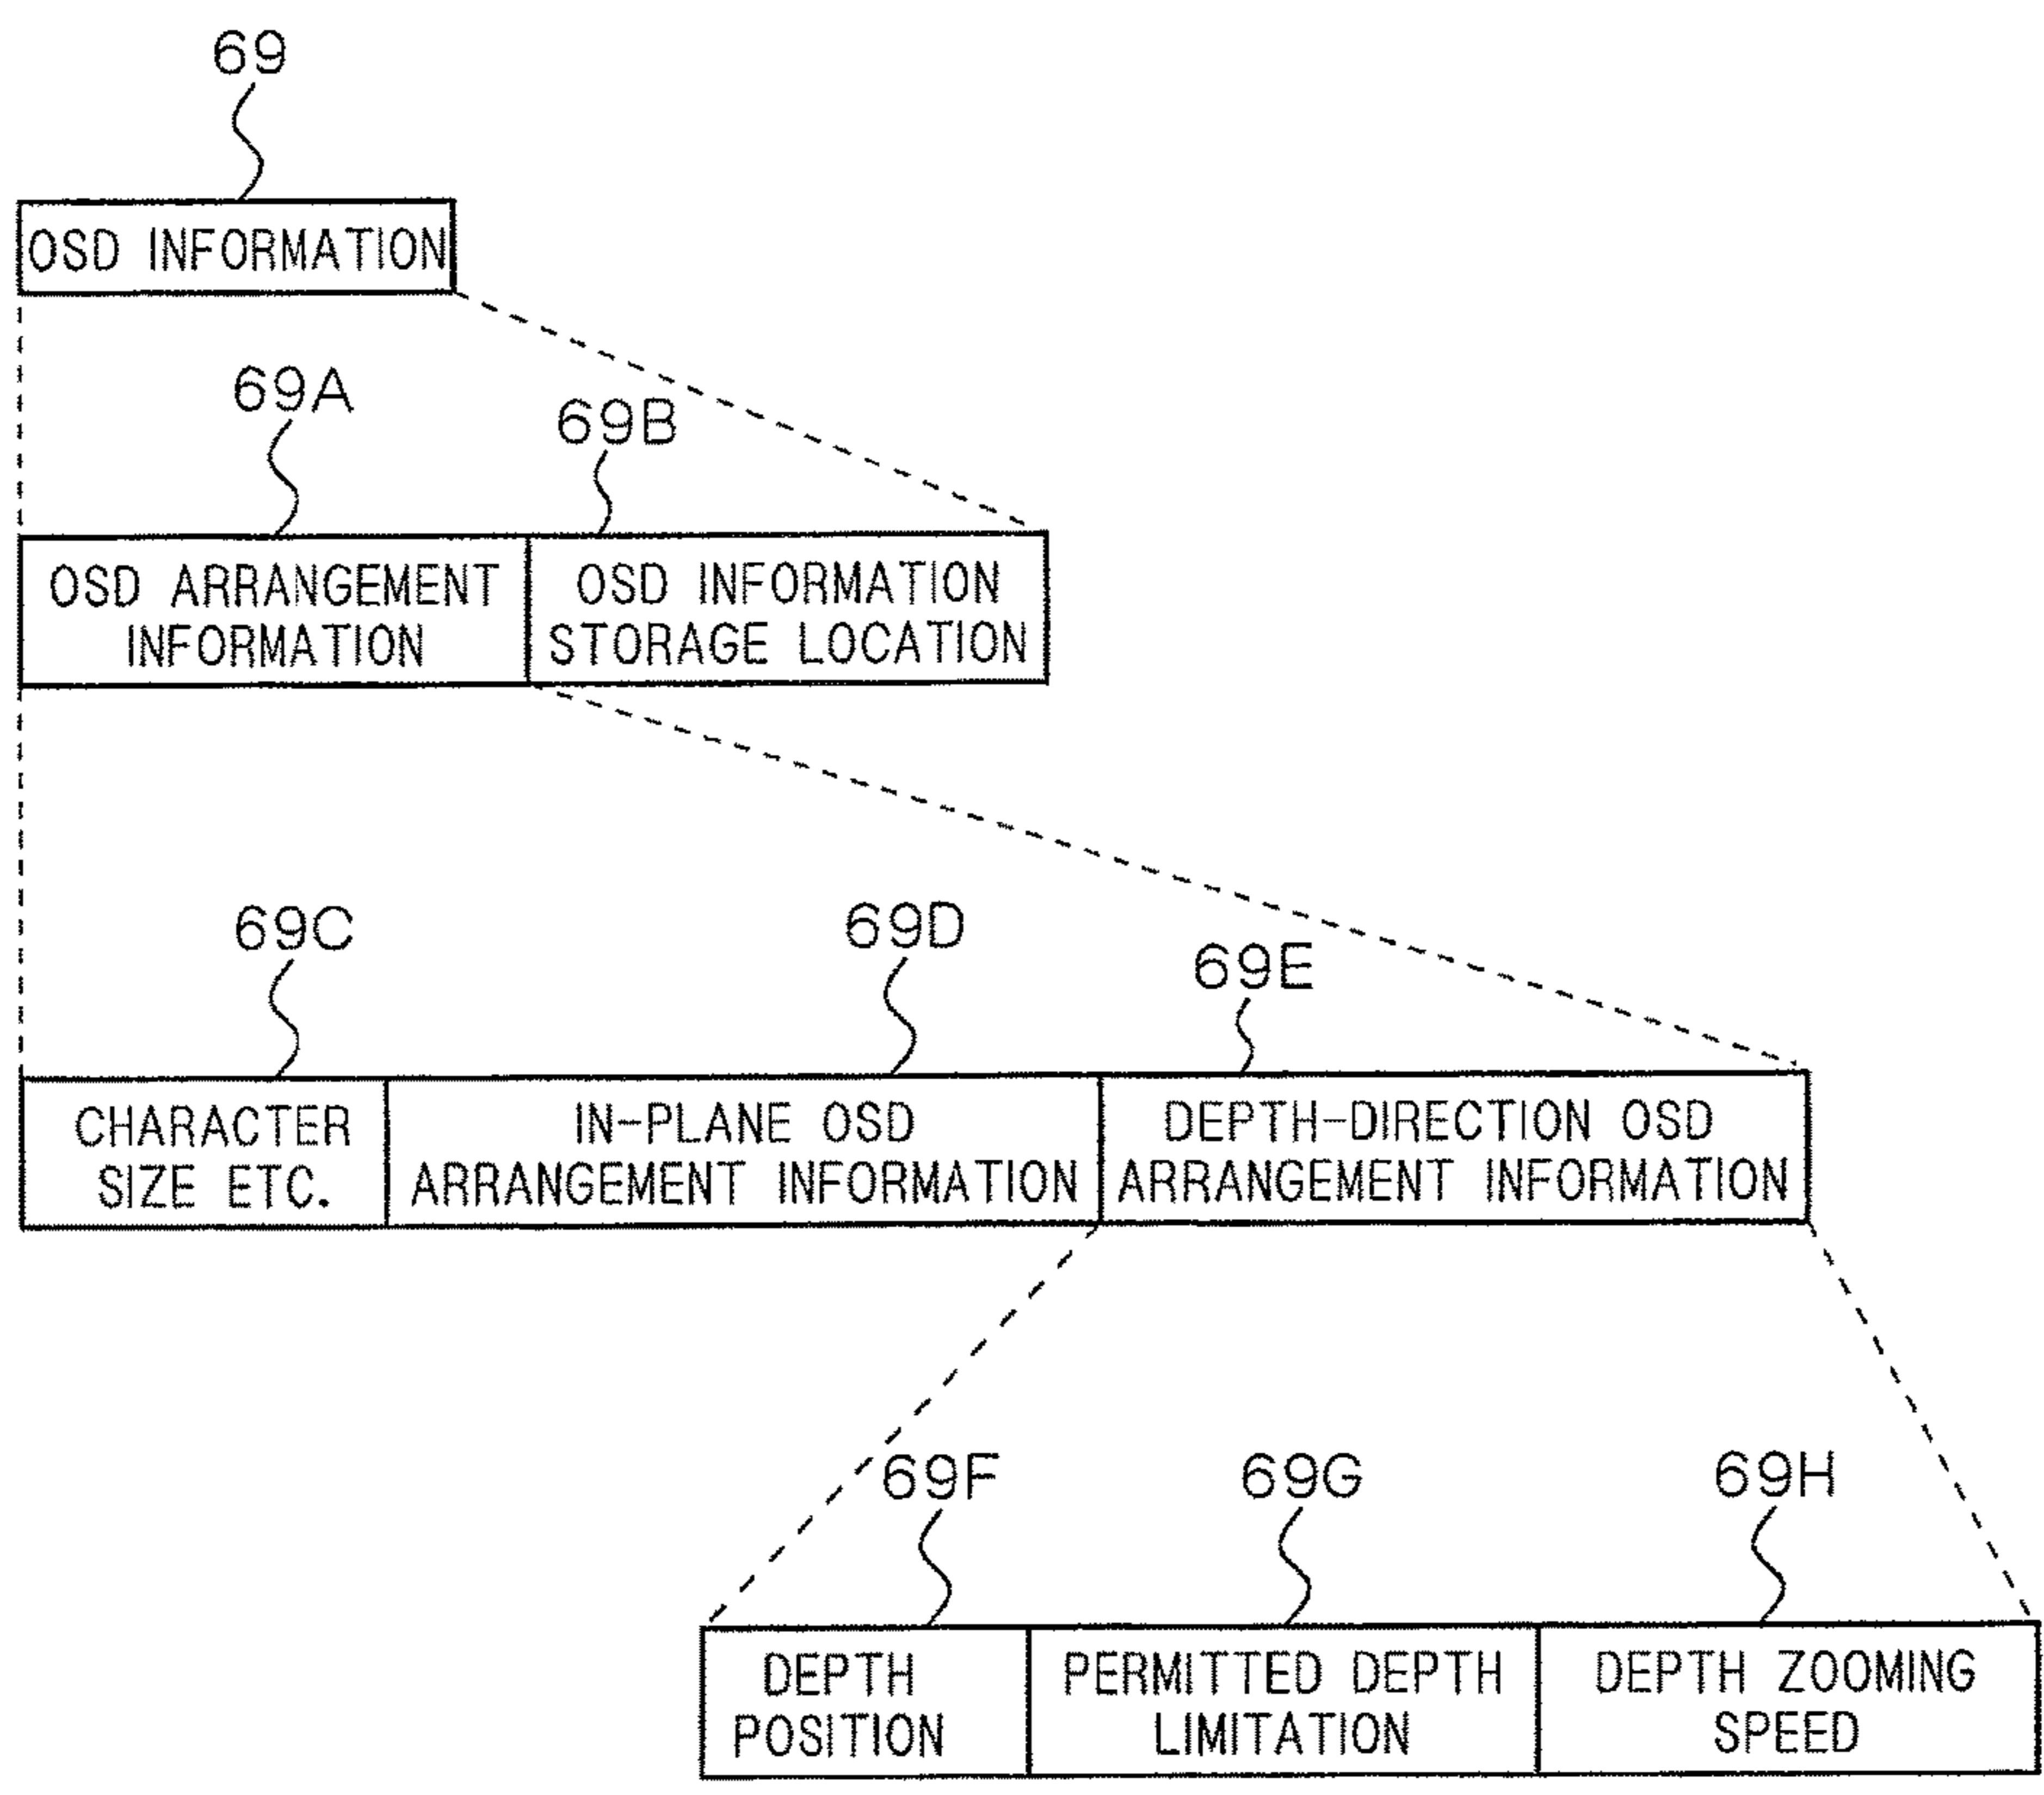 69
OSD INFORMATION
69A
69B
OSD ARRANGEMENT
INFORMATION
OSD INFORMATION
STORAGE LOCATION
69C
69D
69E
CHARACTER
SIZE ETC.
IN-PLANE OSD
ARRANGEMENT INFORMATION
DEPTH-DIRECTION OSD
ARRANGEMENT INFORMATION
69F
69G
69H
DEPTH
POSITION
PERMITTED DEPTH
LIMITATION
DEPTH ZOOMING
SPEED